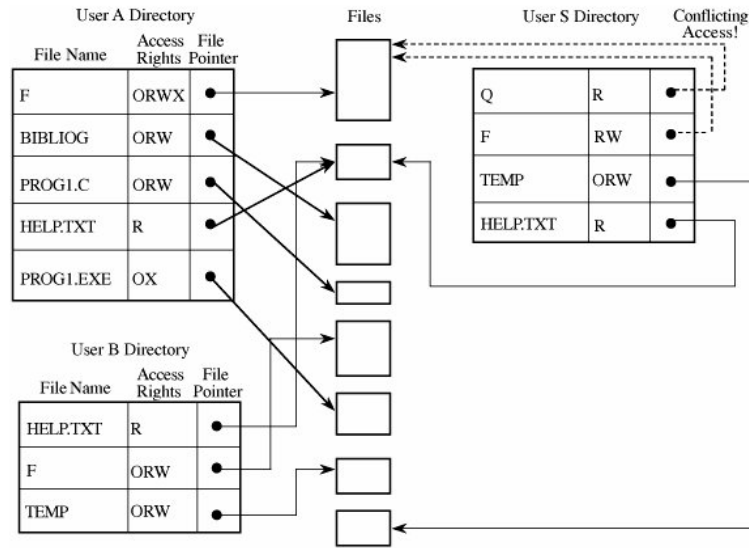 User A Directory
File Name Access Rights File Pointer
F ORWX
BIBLIOG ORW
PROG1.C ORW
HELP.TXT R
PROG1.EXE OX
User B Directory
File Name Access Rights File Pointer
HELP.TXT R
F ORW
TEMP ORW
Files
User S Directory
Conflicting
Access!
Q R
F RW
TEMP ORW
HELP.TXT R